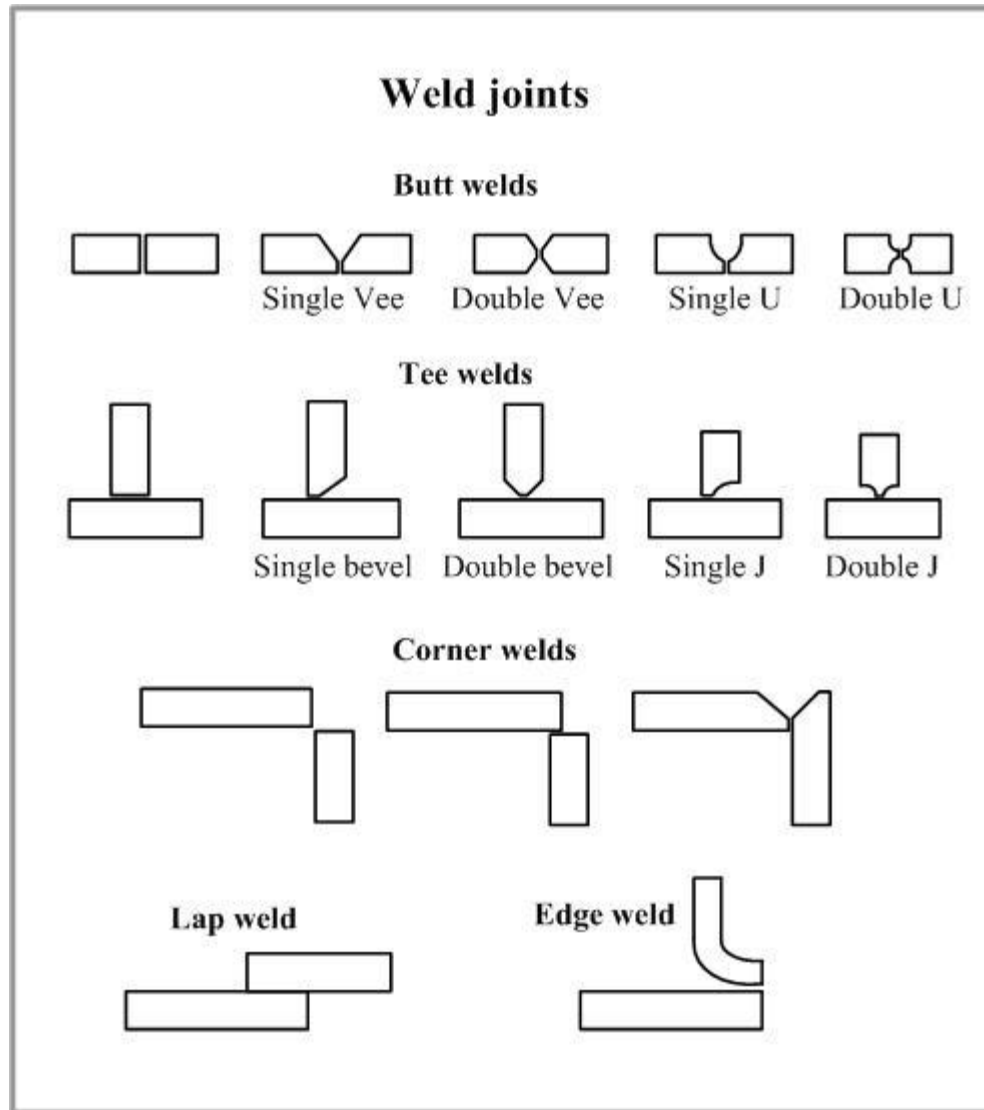 Weld joints
Butt welds
Single Vee Double Vee Single U Double U
Tee welds
Single bevel Double bevel Single J Double J
Corner welds
Lap weld Edge weld